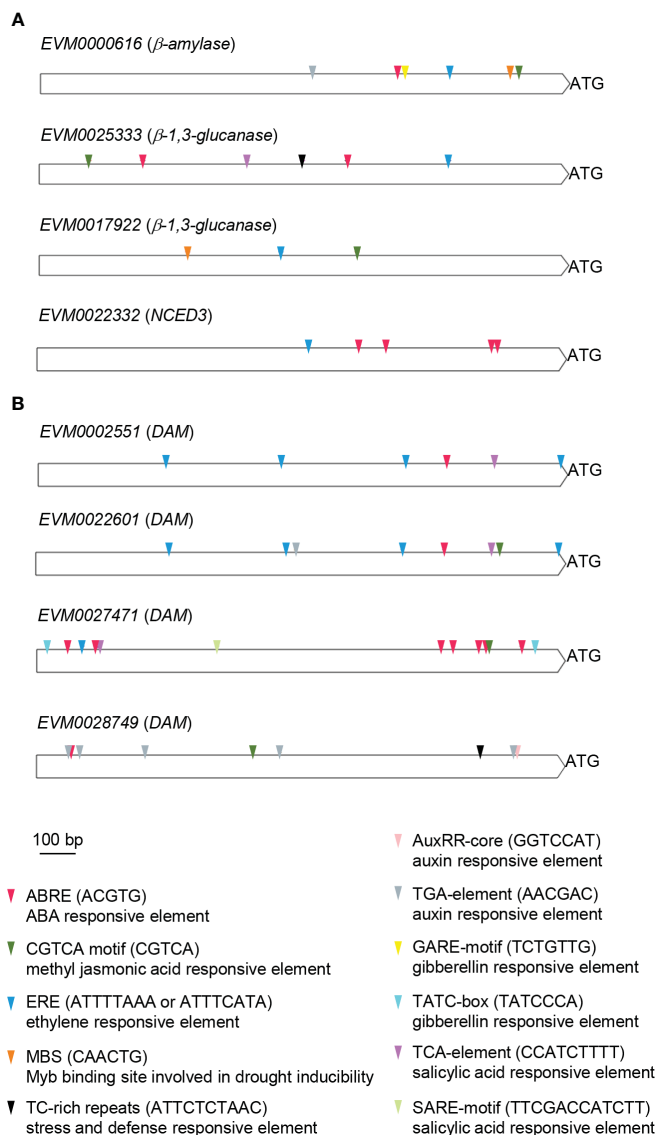 A
EVM0000616 (β-amylase)
ATG
EVM0025333 (β-1,3-glucanase)
ATG
EVM0017922 (β-1,3-glucanase)
ATG
EVM0022332 (NCED3)
ATG
B
EVM0002551 (DAM)
ATG
EVM0022601 (DAM)
ATG
EVM0027471 (DAM)
ATG
EVM0028749 (DAM)
ATG
100 bp
ABRE (ACGTG)
ABA responsive element
CGTCA motif (CGTCA)
methyl jasmonic acid responsive element
ERE (ATTTTAAA or ATTTCATA)
ethylene responsive element
MBS (CAACTG)
Myb binding site involved in drought inducibility
TC-rich repeats (ATTCTCTAAC)
stress and defense responsive element
AuxRR-core (GGTCCAT)
auxin responsive element
TGA-element (AACGAC)
auxin responsive element
GARE-motif (TCTGTTG)
gibberellin responsive element
TATC-box (TATCCCA)
gibberellin responsive element
TCA-element (CCATCTTTT)
salicylic acid responsive element
SARE-motif (TTCGACCATCTT)
salicylic acid responsive element